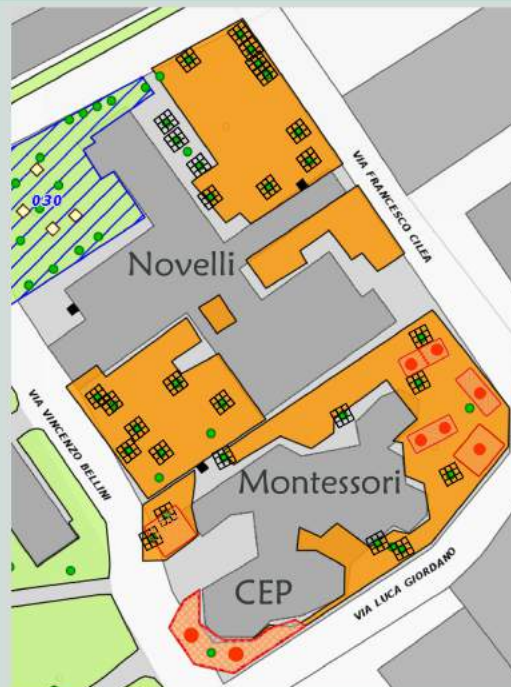 VIA FRANCESCO CILEA
030
Novelli
VIA VINCENZO BELLINI
Montessori
CEP
VIA LUCA GIORDANO